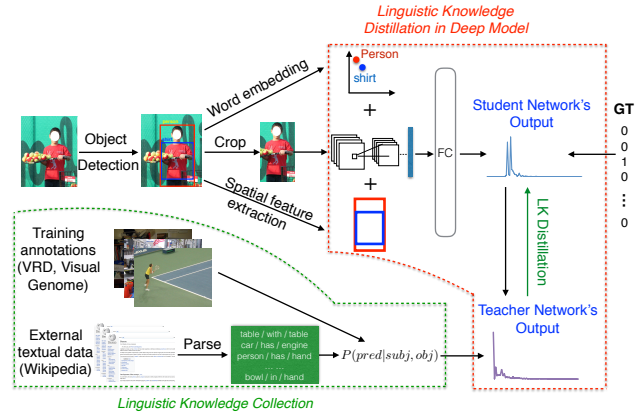 Linguistic Knowledge
Distillation in Deep Model
Person
shirt
Word embedding
Object
Detection
Crop
Spatial feature
extraction
FC
Student Network's
Output
GT
0
0
1
0
...
0
LK Distillation
Training
annotations
(VRD, Visual
Genome)
External
textual data
(Wikipedia)
Parse
table / with / table
car / has / engine
person / has / hand
... ...
bowl / in / hand
P(pred|subj, obj)
Teacher Network's
Output
Linguistic Knowledge Collection